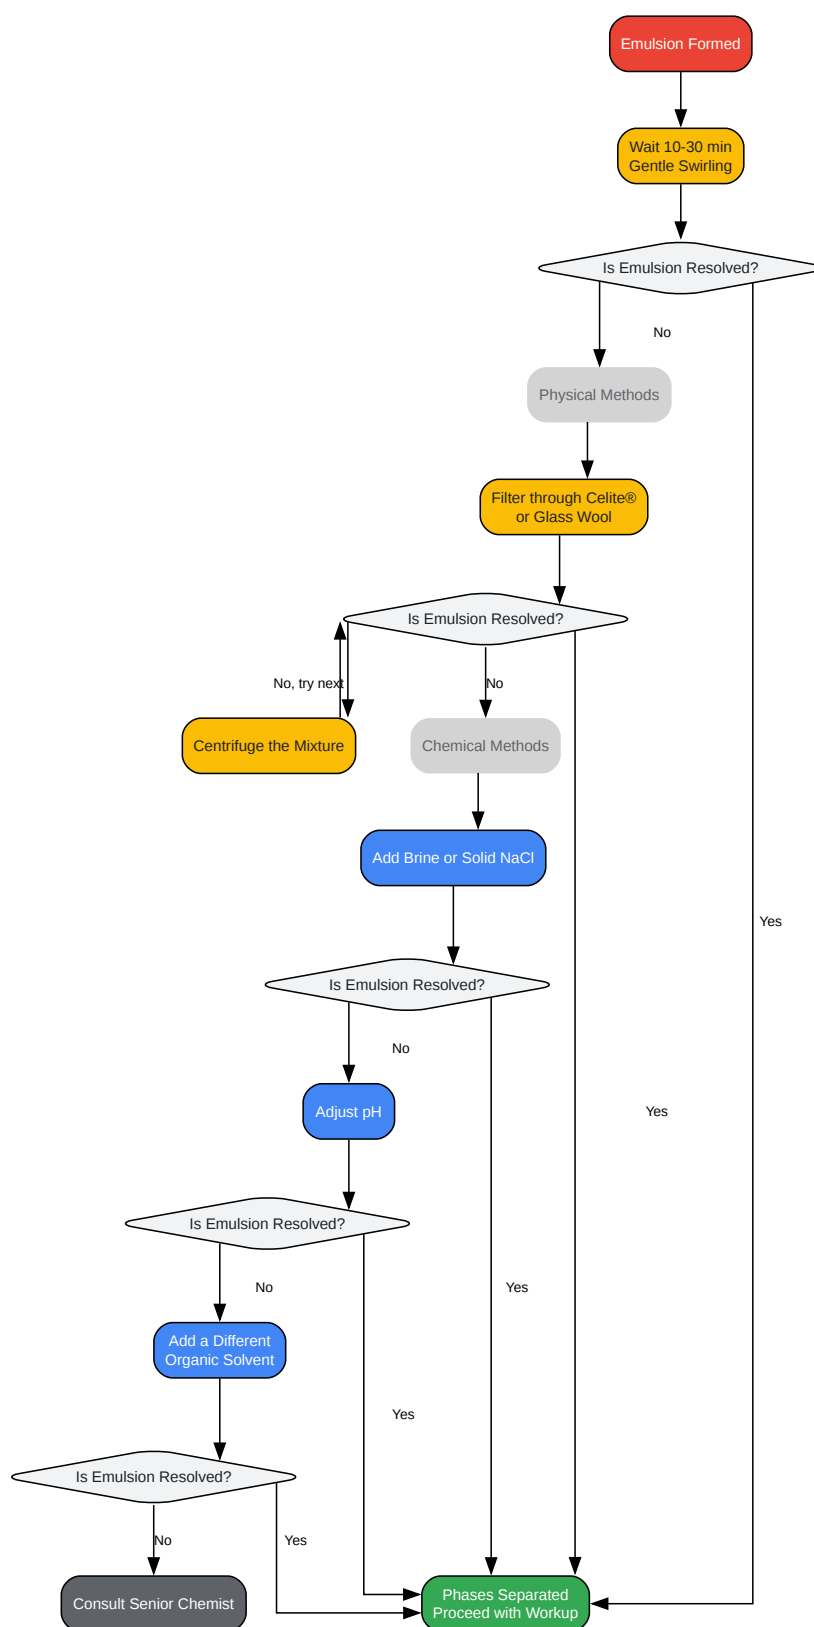 Emulsion Formed
Wait 10-30 min
Gentle Swirling
Is Emulsion Resolved?
No
Physical Methods
Filter through Celite®
or Glass Wool
Is Emulsion Resolved?
No, try next
No
Centrifuge the Mixture
Chemical Methods
Add Brine or Solid NaCl
Yes
Is Emulsion Resolved?
No
Adjust pH
Yes
Is Emulsion Resolved?
No
Yes
Add a Different
Organic Solvent
Yes
Is Emulsion Resolved?
No
Yes
Consult Senior Chemist
Phases Separated
Proceed with Workup